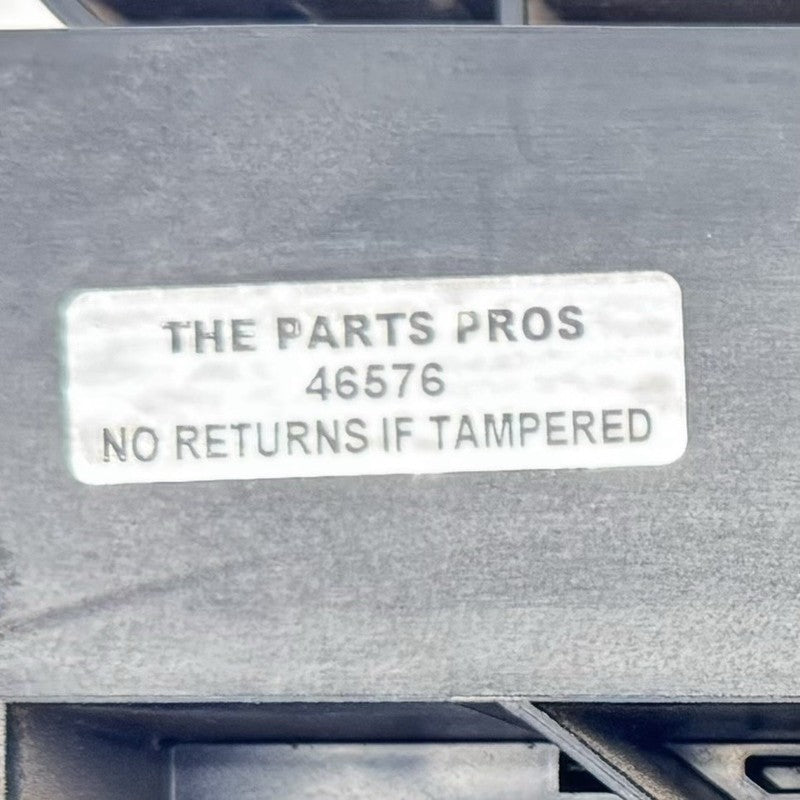 THE PARTS PROS
46576
NO RETURNS IF TAMPERED